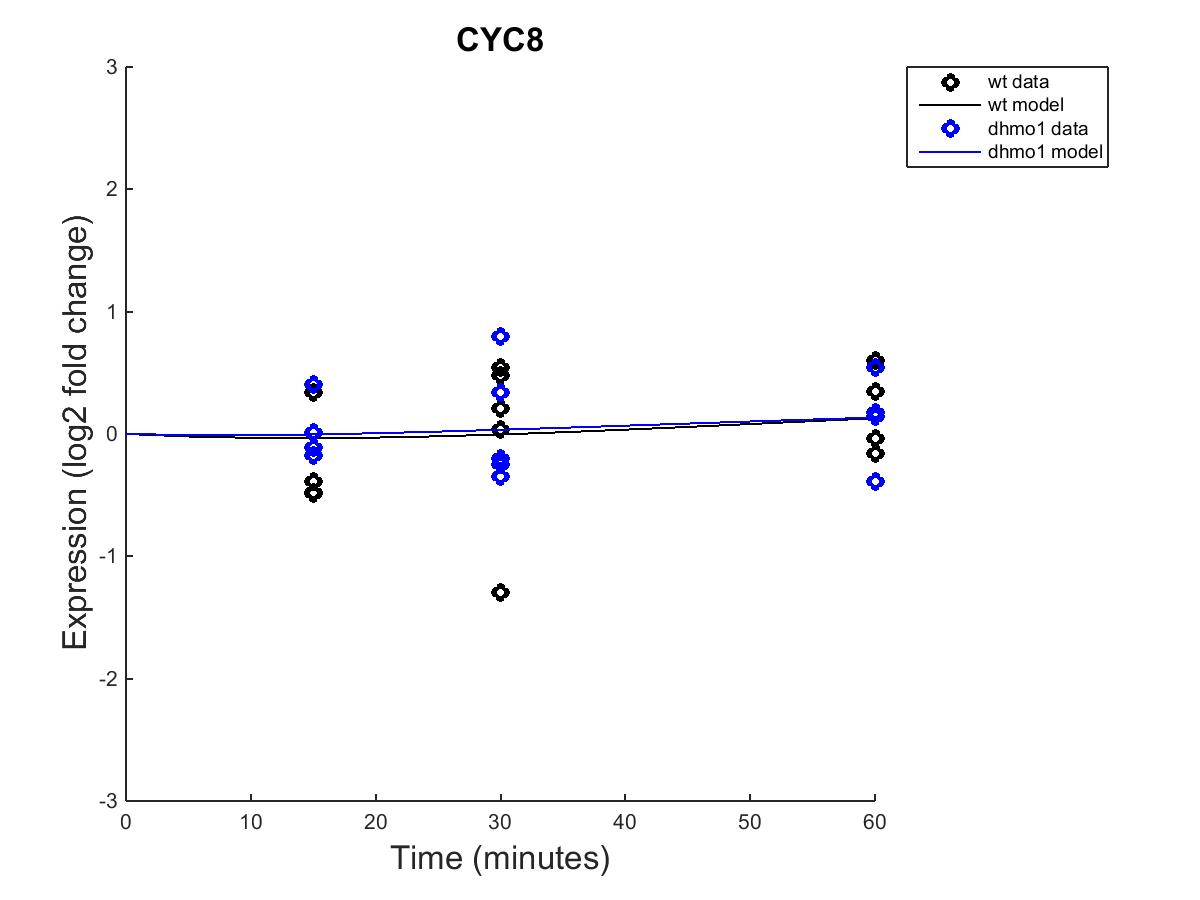 CYC8
wt data
wt model
dhmo1 data
dhmo1 model
Expression (log2 fold change)
3
2
1
0
-1
-2
-3
0 10 20 30 40 50 60
Time (minutes)